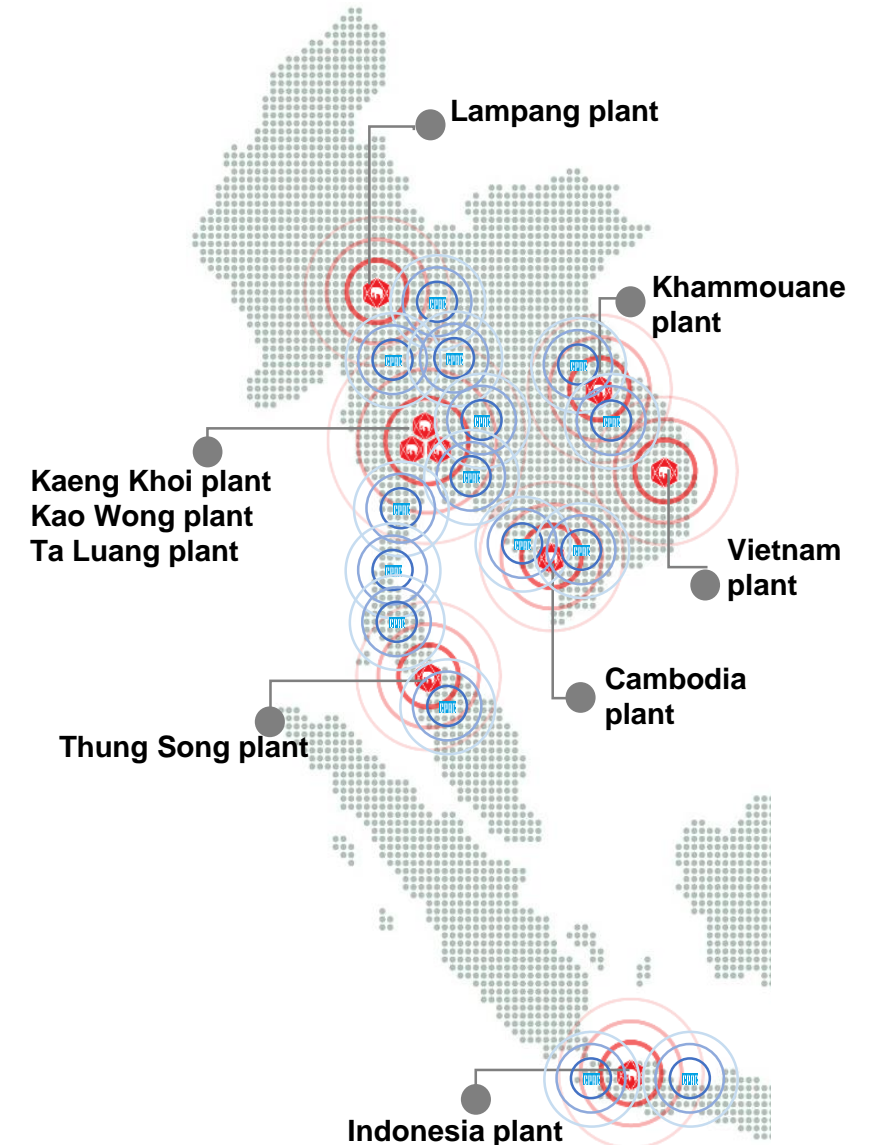 Lampang plant
Khammouane
plant
Kaeng Khoi plant
Kao Wong plant
Ta Luang plant
Vietnam
plant
Cambodia
plant
Thung Song plant
Indonesia plant